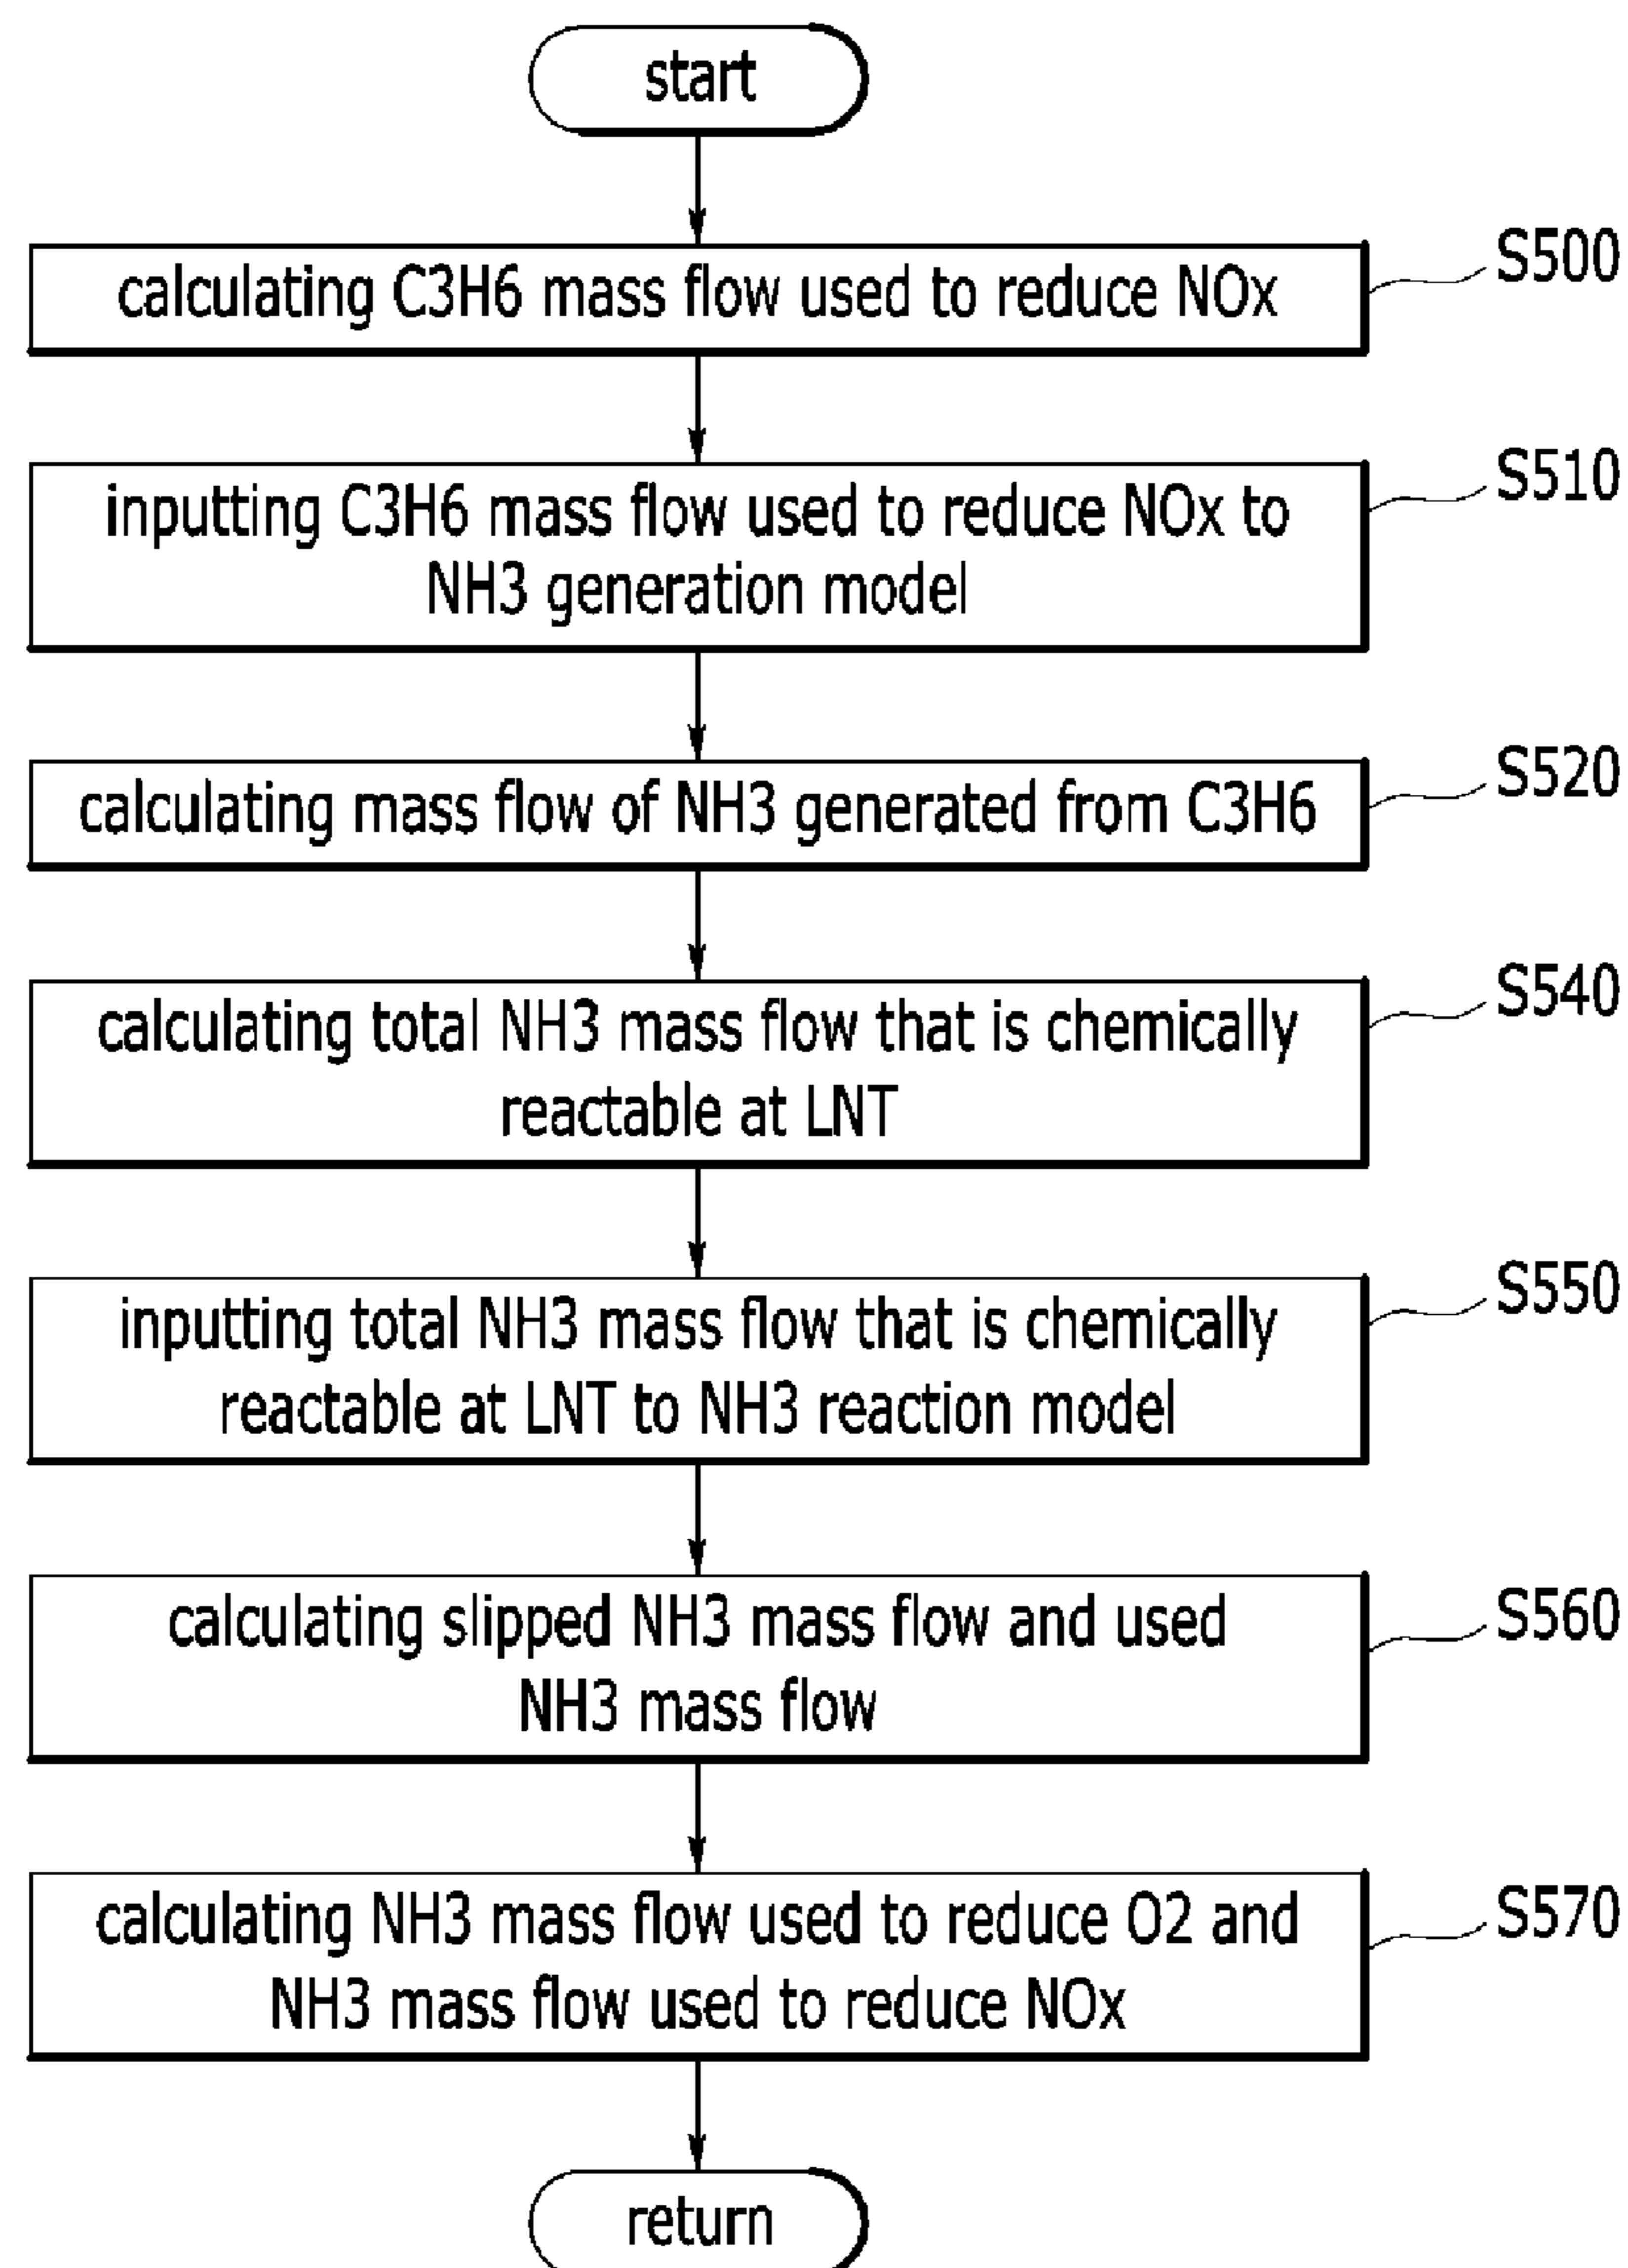 start
calculating C3H6 mass flow used to reduce NOx
S500
inputting C3H6 mass flow used to reduce NOx to
NH3 generation model
S510
calculating mass flow of NH3 generated from C3H6
S520
calculating total NH3 mass flow that is chemically
reactable at LNT
S540
inputting total NH3 mass flow that is chemically
reactable at LNT to NH3 reaction model
S550
calculating slipped NH3 mass flow and used
NH3 mass flow
S560
calculating NH3 mass flow used to reduce O2 and
NH3 mass flow used to reduce NOx
S570
return